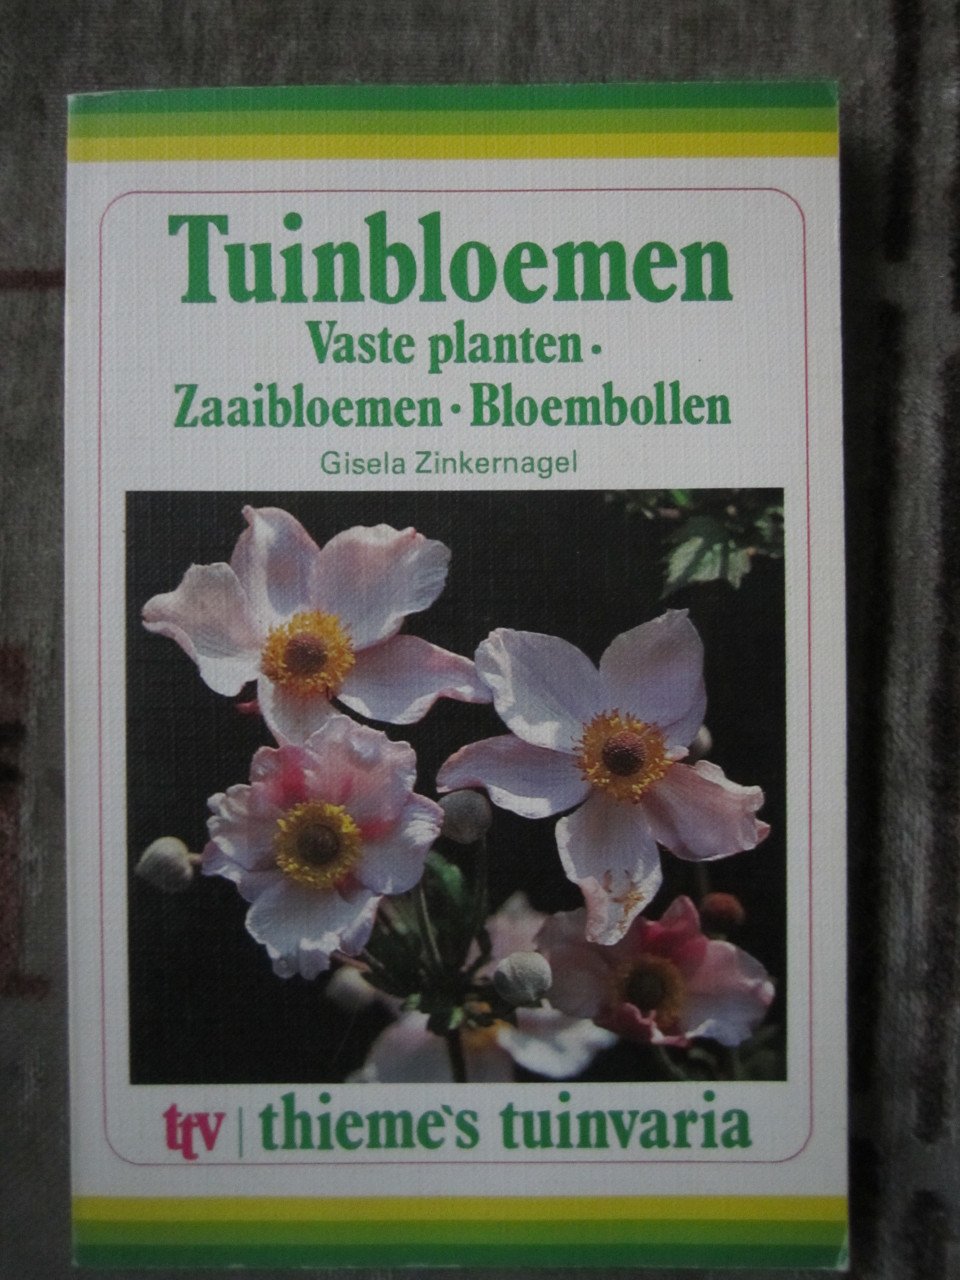 Tuinbloemen
Vaste planten ·
Zaaibloemen · Bloembollen
Gisela Zinkernagel
ttv | thieme`s tuinvaria